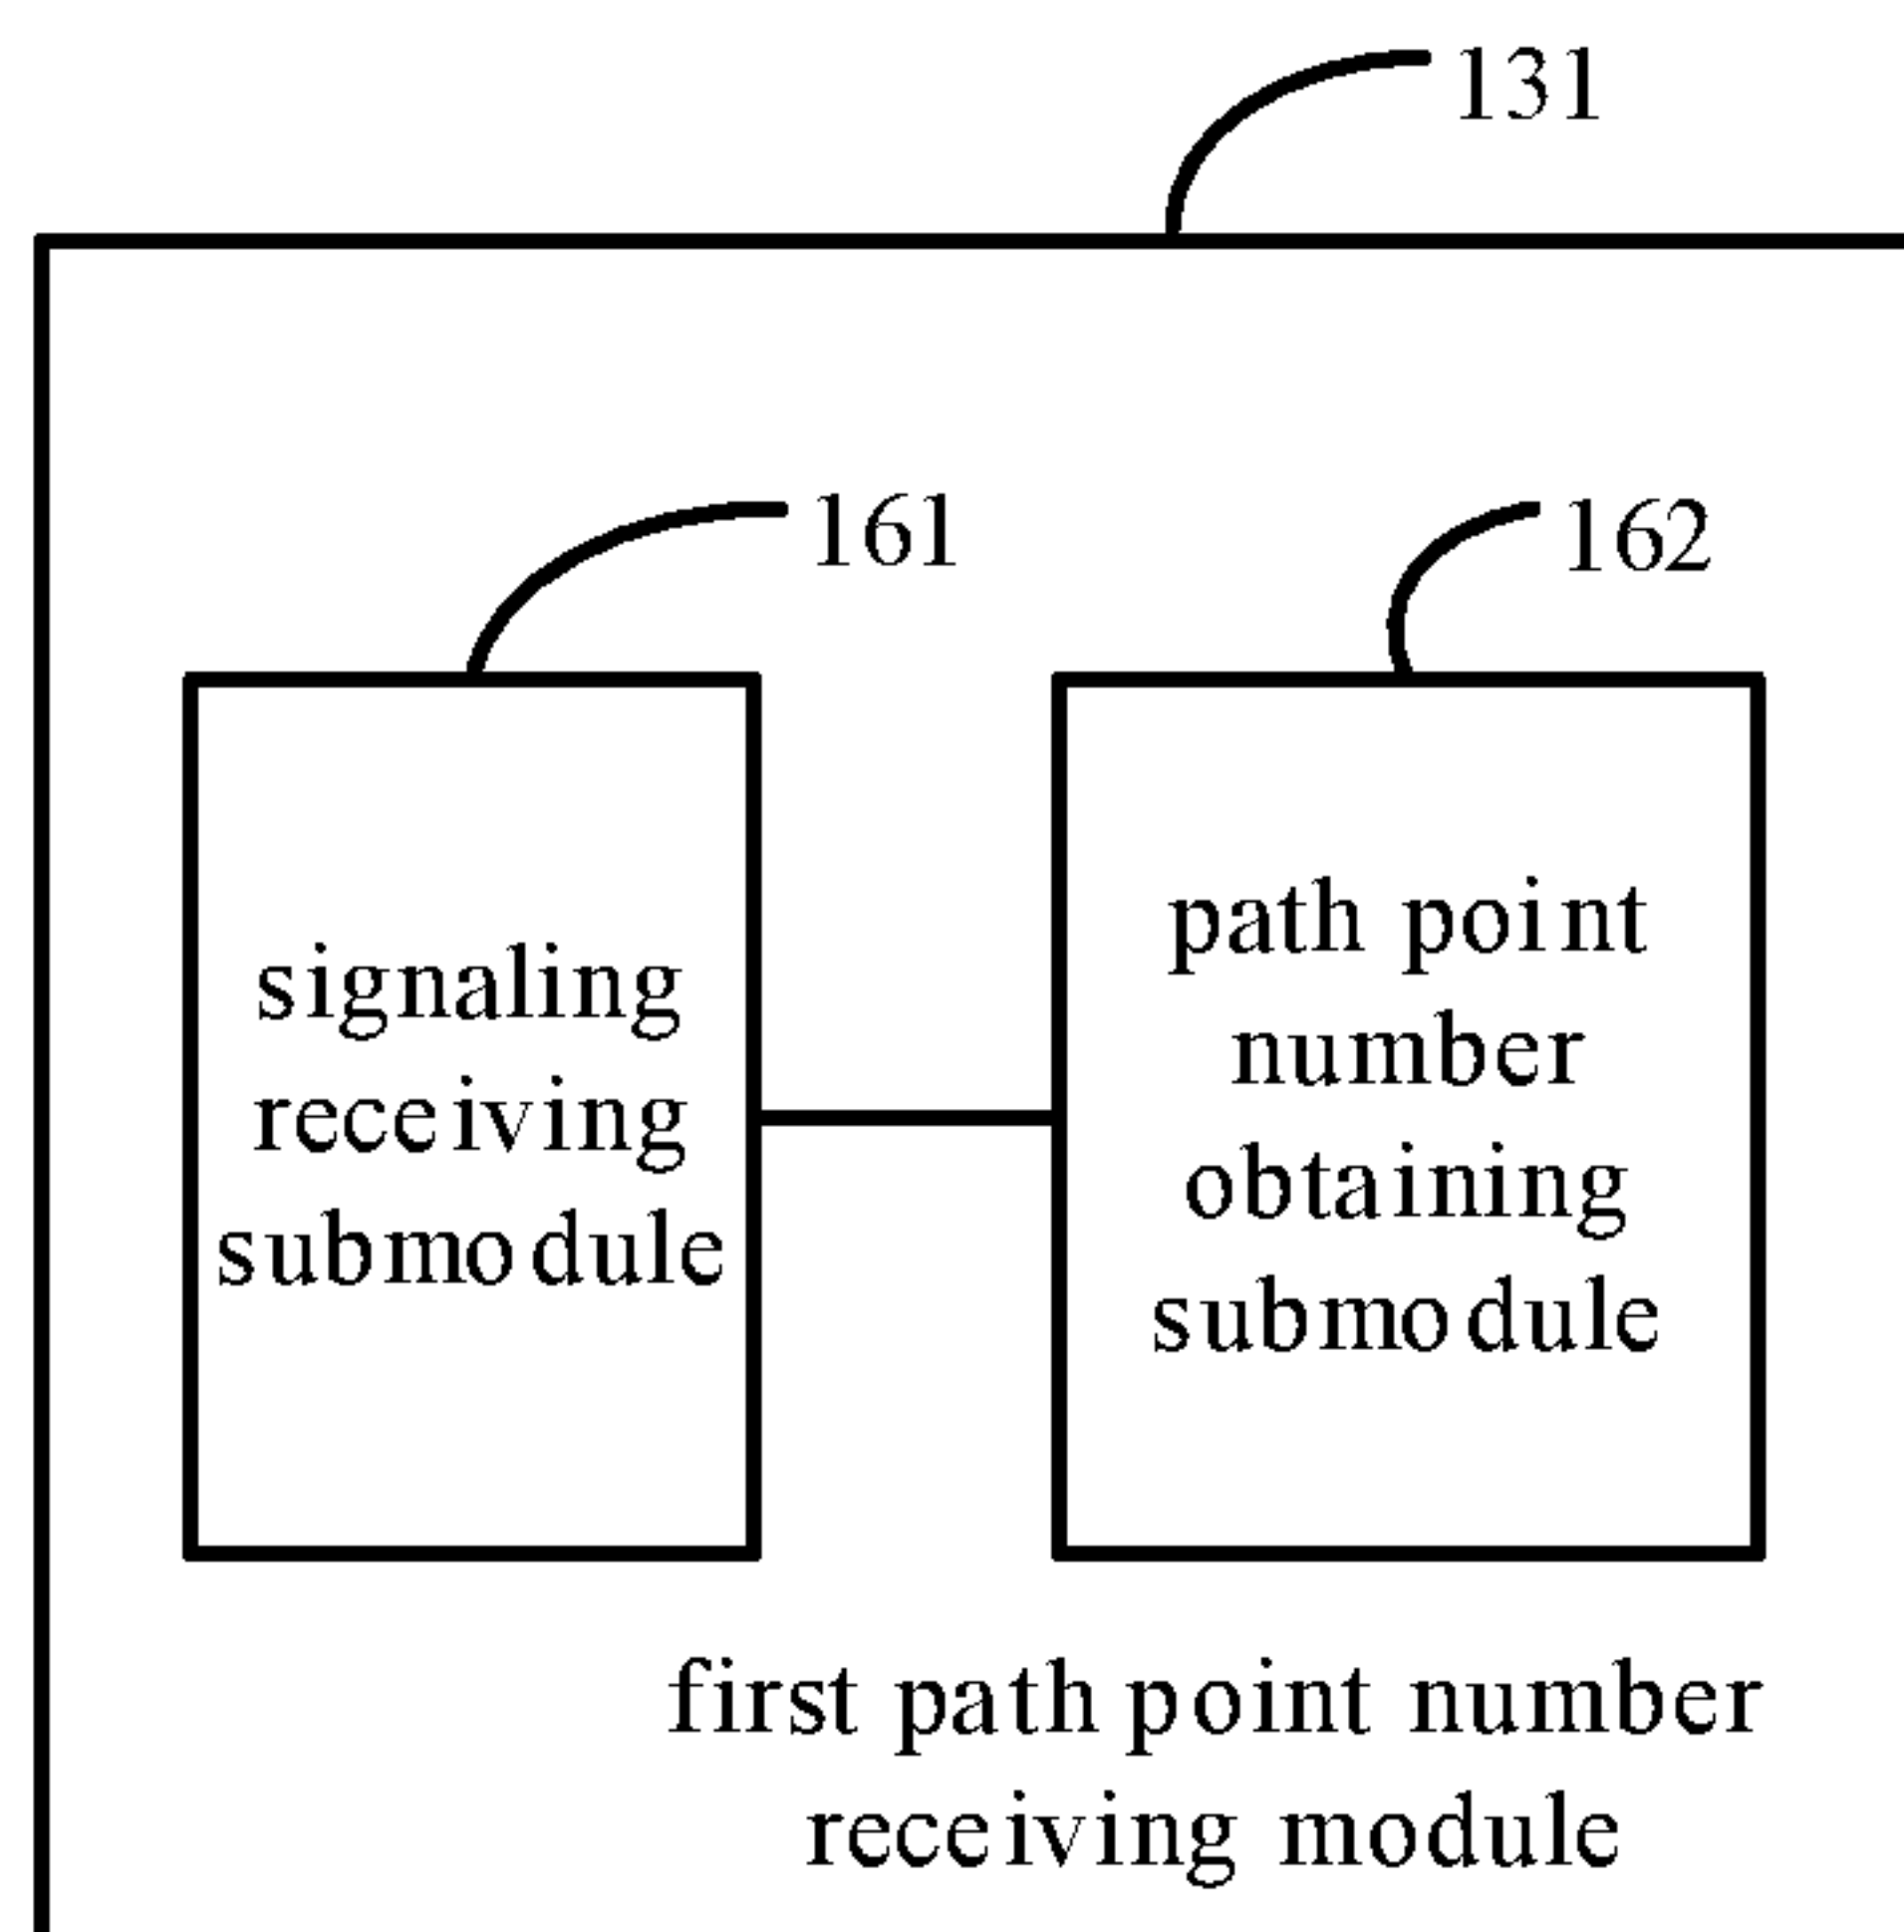 131
161
162
signaling
receiving
submodule
path point
number
obtaining
submodule
first path point number
receiving module